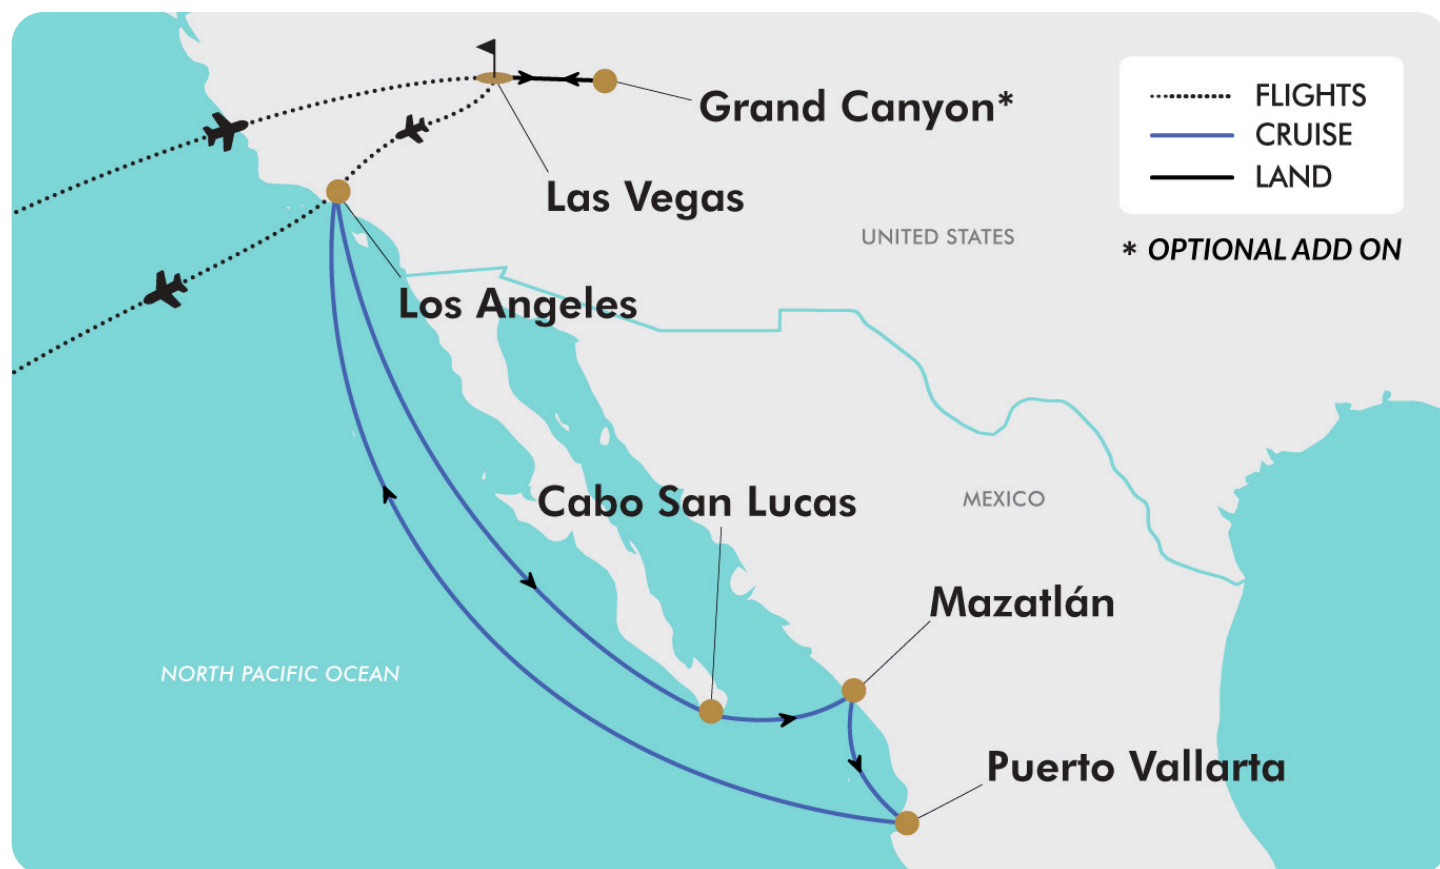 Grand Canyon*
Las Vegas
Los Angeles
UNITED STATES
FLIGHTS
CRUISE
LAND
* OPTIONAL ADD ON
Cabo San Lucas
MEXICO
Mazatlán
NORTH PACIFIC OCEAN
Puerto Vallarta